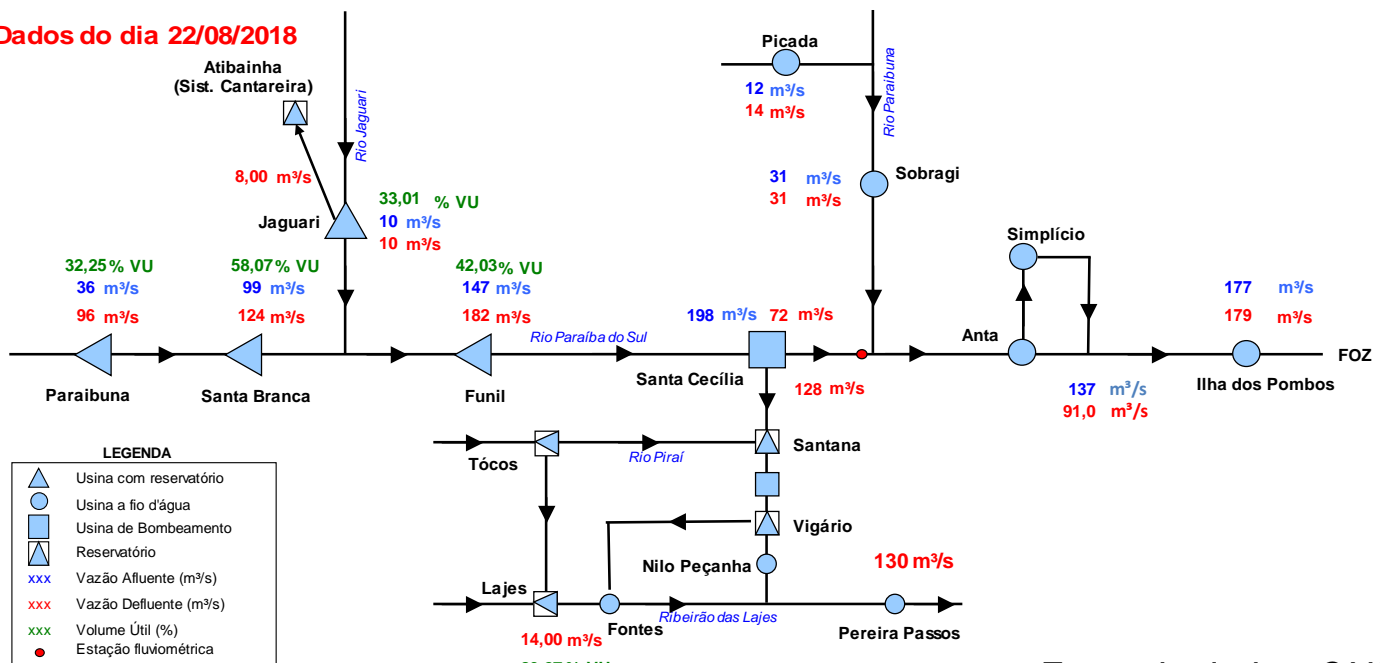 Dados do dia 22/08/2018
Atibainha
(Sist. Cantareira)
Rio Jaguari
8,00 m³/s
Jaguari
33,01 % VU
10 m³/s
10 m³/s
Picada
12 m³/s
14 m³/s
Rio Paraibuna
31 m³/s
31 m³/s
Sobragi
Simplício
32,25% VU
36 m³/s
96 m³/s
Paraibuna
58,07% VU
99 m³/s
124 m³/s
Santa Branca
42,03% VU
147 m³/s
182 m³/s
Funil
Rio Paraíba do Sul
198 m³/s 72 m³/s
Santa Cecília
128 m³/s
Anta
137 m³/s
91,0 m³/s
177 m³/s
179 m³/s
Ilha dos Pombos
FOZ
Tócos
Rio Piraí
Santana
Vigário
Nilo Peçanha
130 m³/s
Lajes
Fontes
Ribeirão das Lajes
Pereira Passos
14,00 m³/s
LEGENDA
Usina com reservatório
Usina a fio d'água
Usina de Bombeamento
Reservatório
xxx Vazão Afluente (m³/s)
xxx Vazão Defluente (m³/s)
xxx Volume Útil (%)
Estação fluviométrica